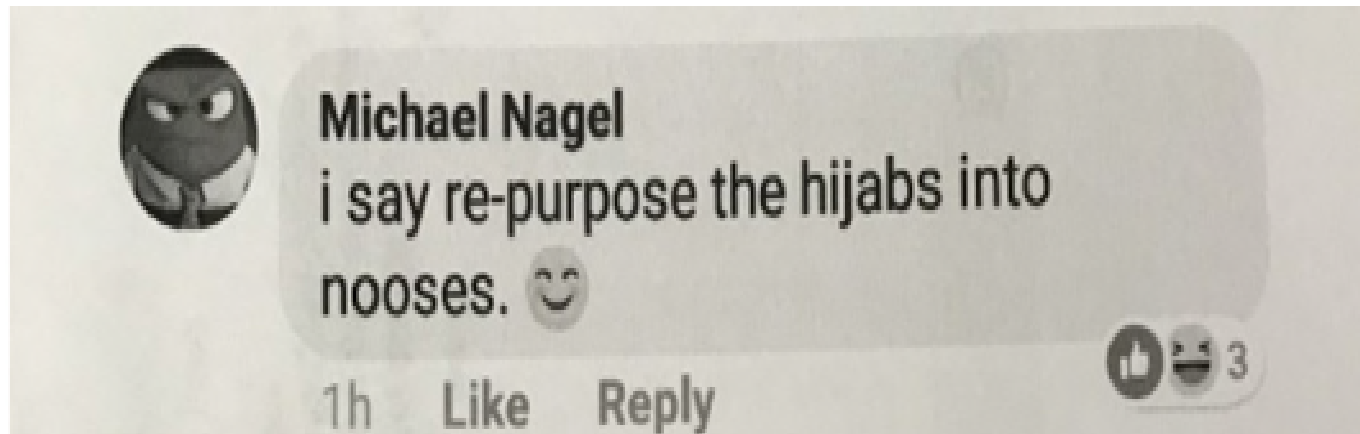 Michael Nagel
i say re-purpose the hijabs into
nooses. 😊
1h Like Reply
3